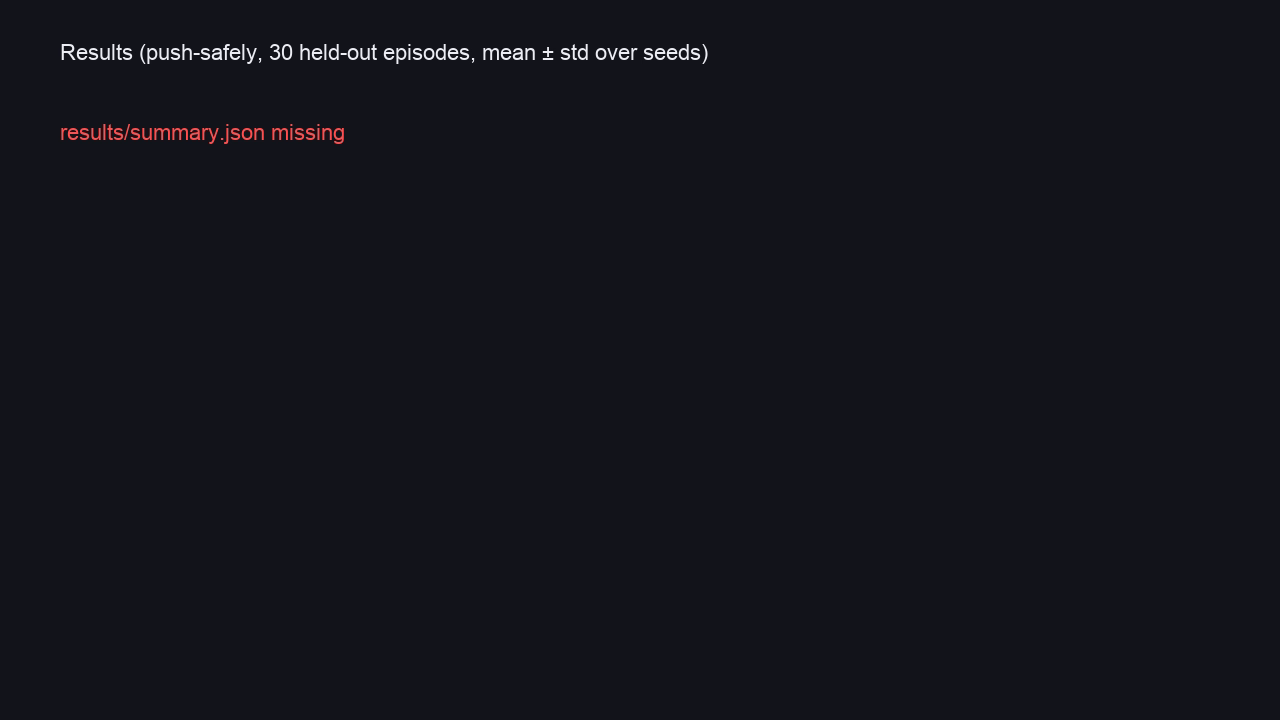 Results (push-safely, 30 held-out episodes, mean ± std over seeds)
results/summary.json missing